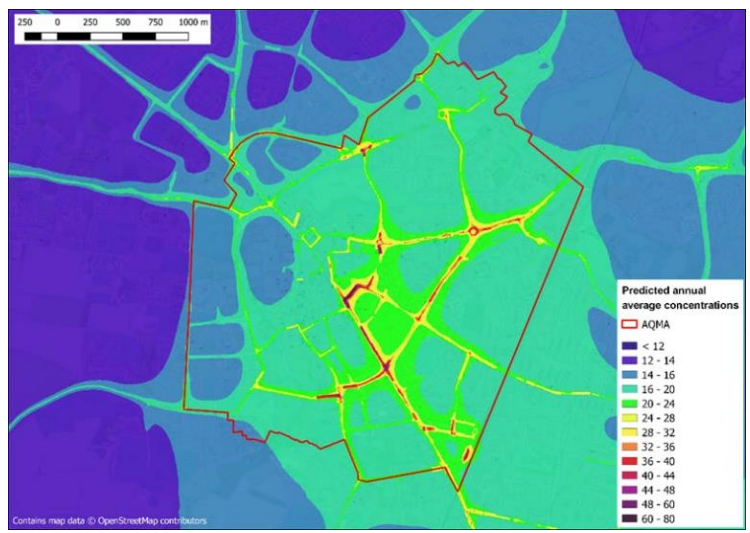 250 0 250 500 750 1000 m
Predicted annual
average concentrations
AQMA
< 12
12 - 14
14 - 16
16 - 20
20 - 24
24 - 28
28 - 32
32 - 36
36 - 40
40 - 44
44 - 48
48 - 60
60 - 80
Contains map data © OpenStreetMap contributors